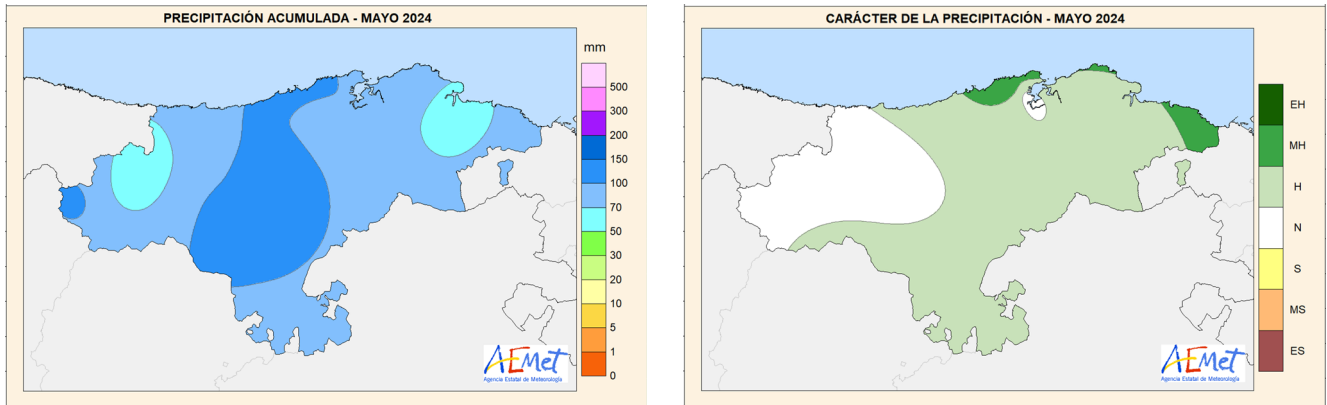 PRECIPITACIÓN ACUMULADA - MAYO 2024
mm
500
300
200
150
100
70
50
30
20
10
5
1
0
AEMet
Agencia Estatal de Meteorología
CARÁCTER DE LA PRECIPITACIÓN - MAYO 2024
EH
MH
H
N
S
MS
ES
AEMet
Agencia Estatal de Meteorología